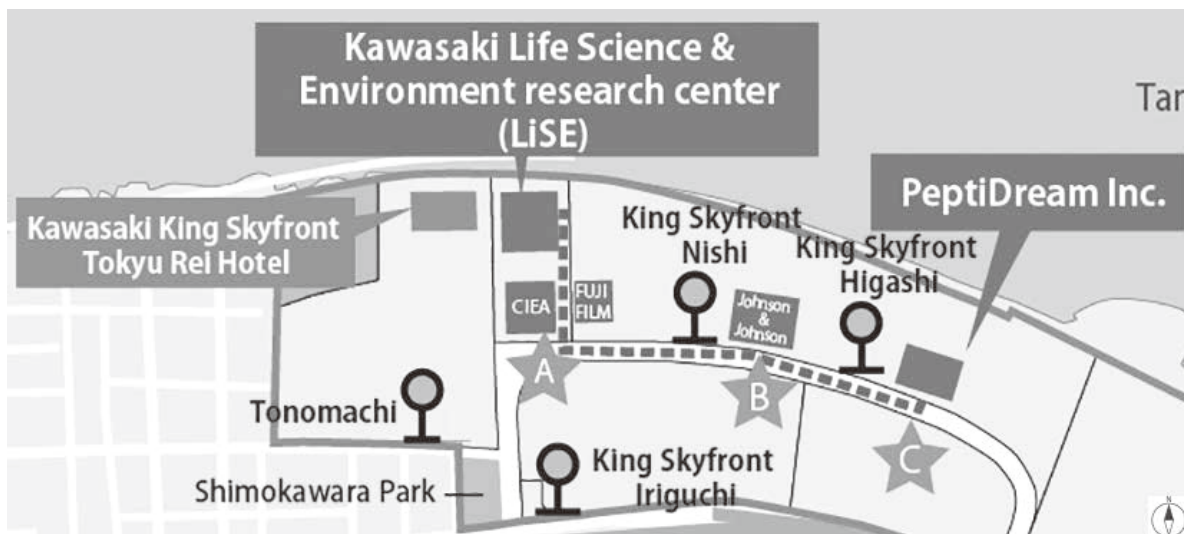 Kawasaki Life Science &
Environment research center
(LiSE)
Tar
PeptiDream Inc.
Kawasaki King Skyfront
Tokyu Rei Hotel
King Skyfront
Nishi
King Skyfront
Higashi
CIEA
FUJI
FILM
Johnson
&
Johnson
A
B
C
Tonomachi
King Skyfront
Iriguchi
Shimokawara Park
N